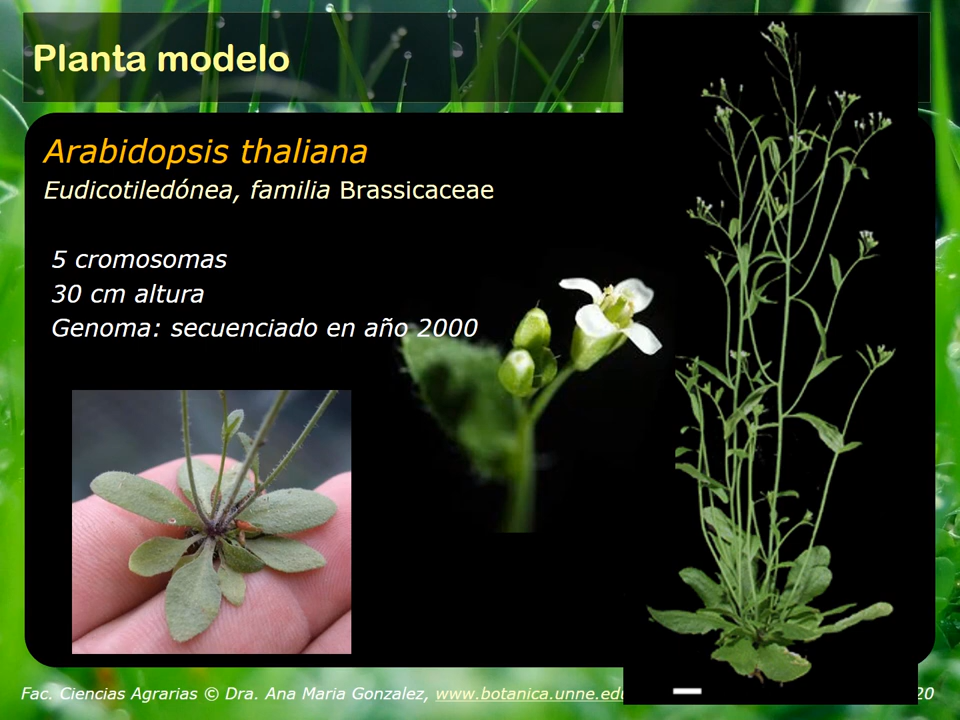 Planta modelo
Arabidopsis thaliana
Eudicotiledónea, familia Brassicaceae
5 cromosomas
30 cm altura
Genoma: secuenciado en año 2000
Fac. Ciencias Agrarias © Dra. Ana Maria Gonzalez, www.botanica.unne.edu
20